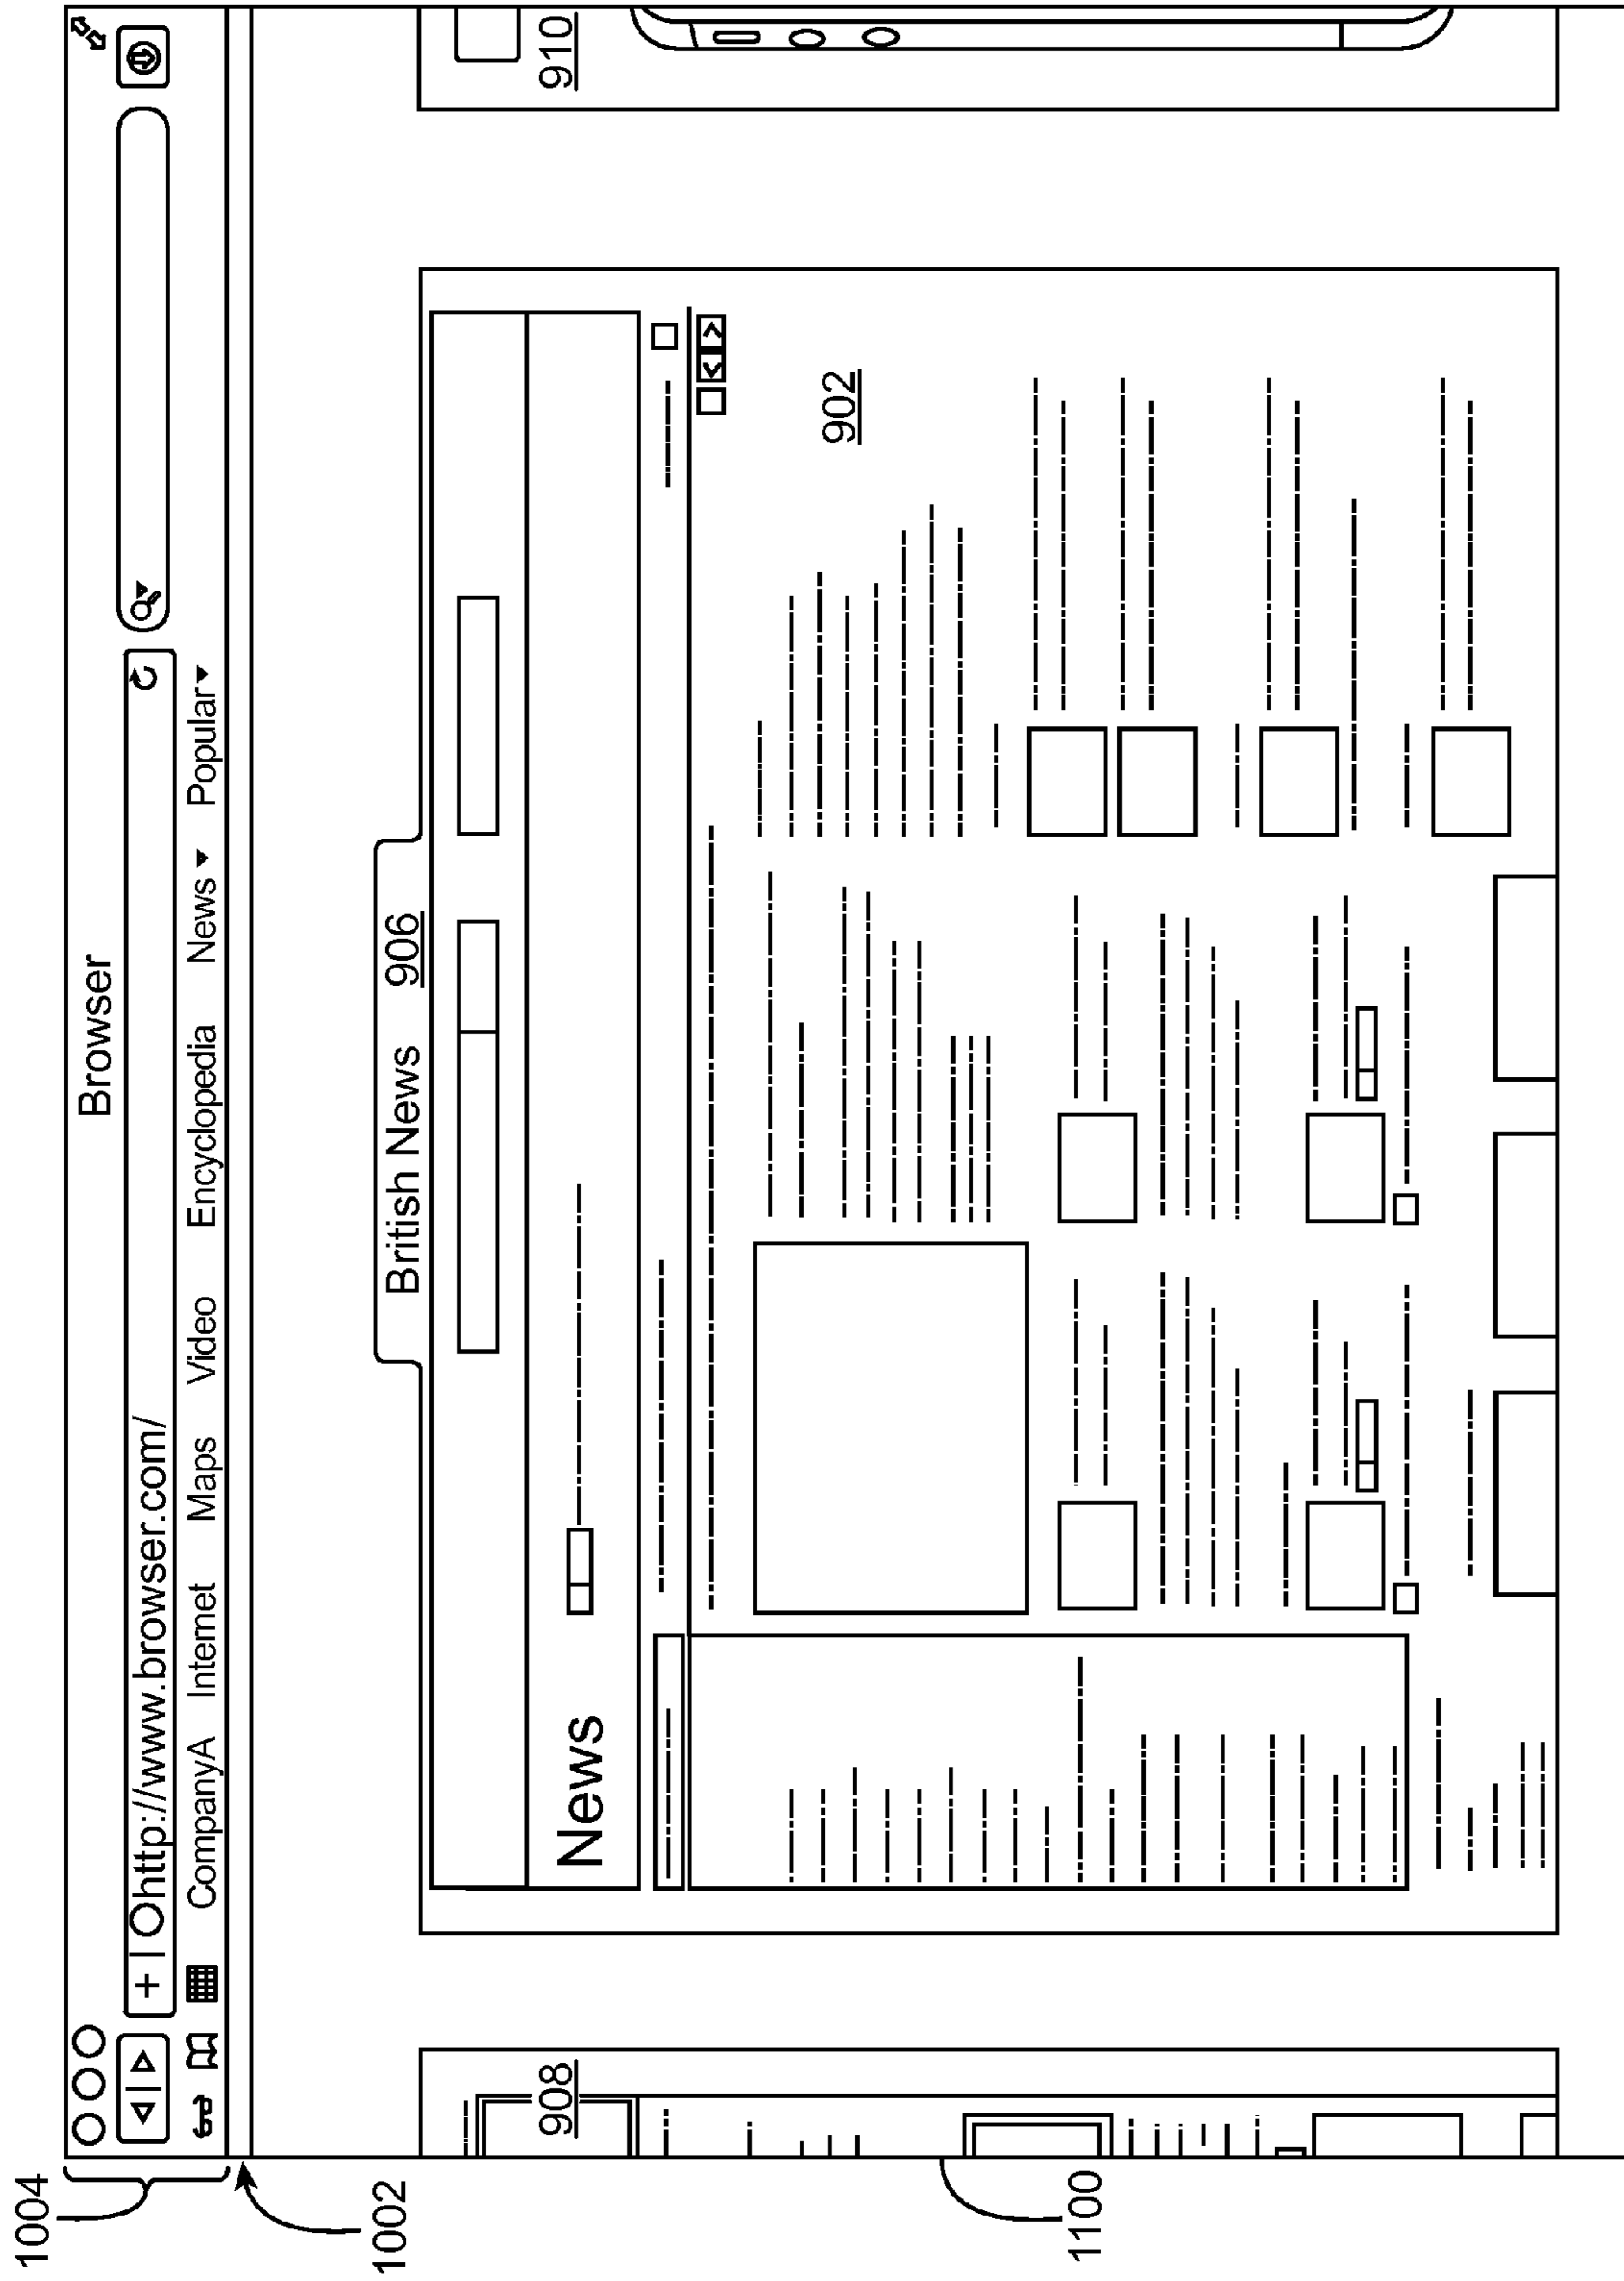 1004
Browser
+ | http://www.browser.com/
CompanyA Internet Maps Video Encyclopedia News Popular
1002
British News 906
908
News
910
902
1100